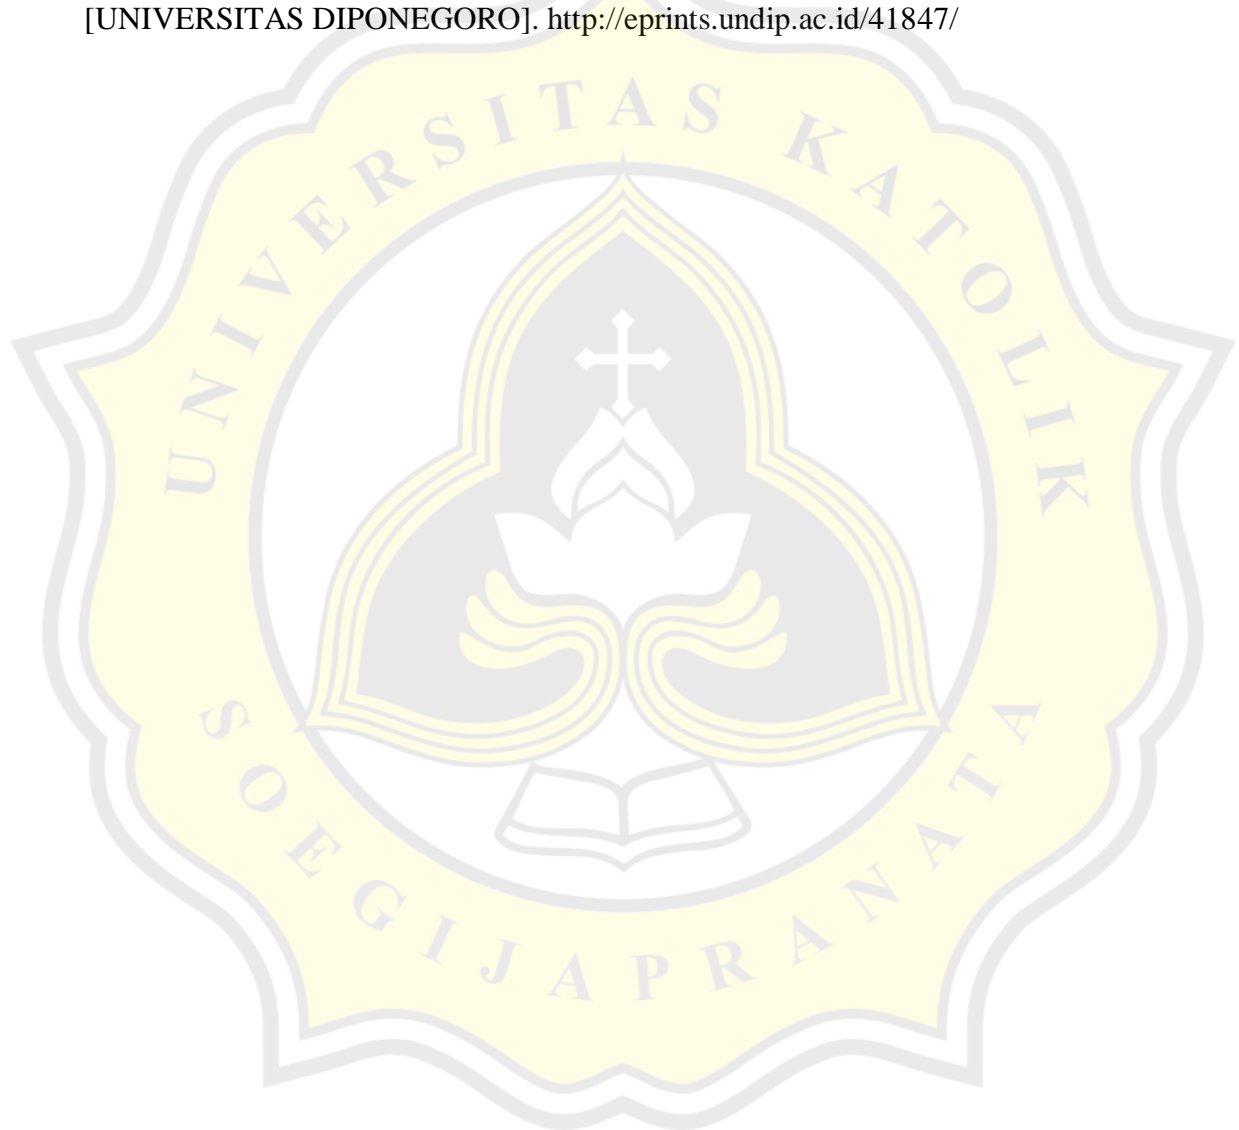 [UNIVERSITAS DIPONEGORO]. http://eprints.undip.ac.id/41847/
UNIVERSITAS KATOLIK
SOEGIJAPRANATA